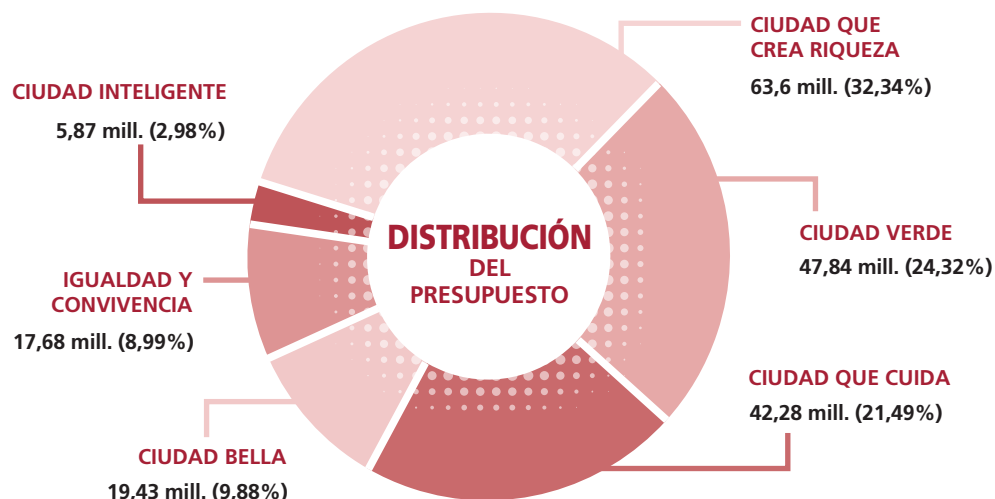 DISTRIBUCIÓN
DEL
PRESUPUESTO
CIUDAD QUE
CREA RIQUEZA
63,6 mill. (32,34%)
CIUDAD VERDE
47,84 mill. (24,32%)
CIUDAD QUE CUIDA
42,28 mill. (21,49%)
CIUDAD BELLA
19,43 mill. (9,88%)
IGUALDAD Y
CONVIVENCIA
17,68 mill. (8,99%)
CIUDAD INTELIGENTE
5,87 mill. (2,98%)